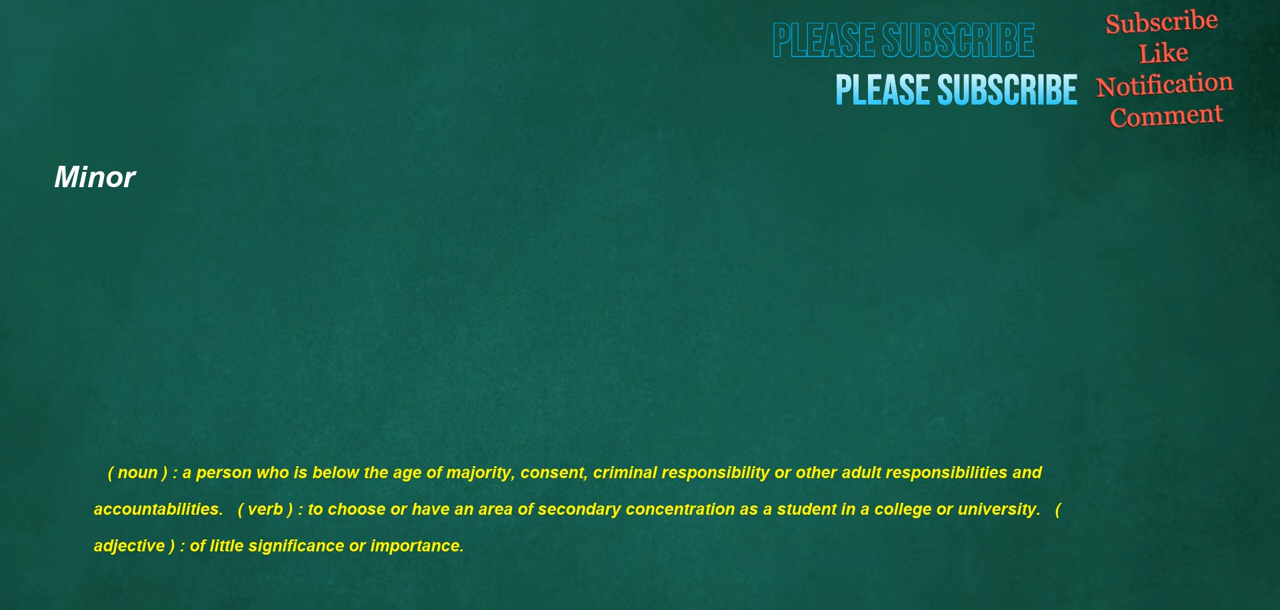 PLEASE SUBSCRIBE
PLEASE SUBSCRIBE
Subscribe
Like
Notification
Comment
Minor
( noun ) : a person who is below the age of majority, consent, criminal responsibility or other adult responsibilities and
accountabilities. ( verb ) : to choose or have an area of secondary concentration as a student in a college or university. (
adjective ) : of little significance or importance.